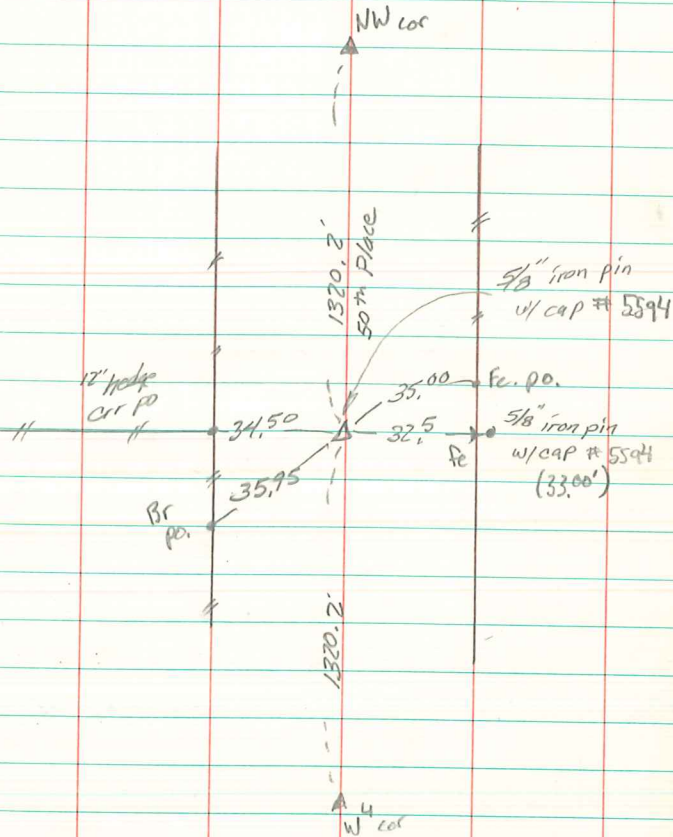 NW cor
1320.2'
50th Place
5/8" iron pin
w/ cap # 5594
12" hedge
cor po
35.00
Fc. po.
34.50
32.5
fc
5/8" iron pin
w/cap # 5594
(33.00')
35.95
Br
po.
1320.2'
W 4 cor